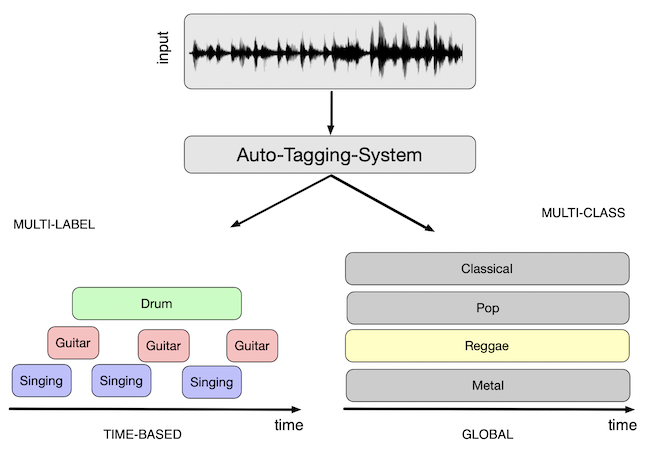 input
Auto-Tagging-System
MULTI-LABEL
MULTI-CLASS
Drum
Guitar Guitar Guitar
Singing Singing Singing
time
TIME-BASED
Classical
Pop
Reggae
Metal
time
GLOBAL